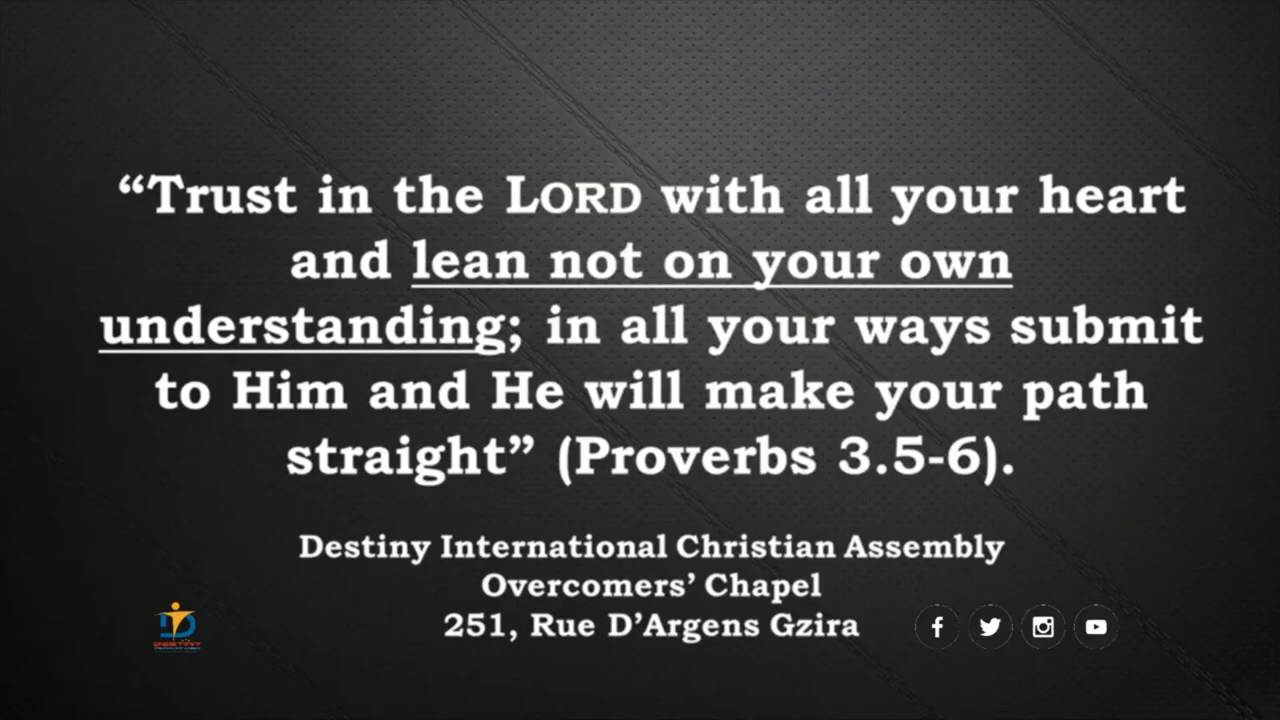 “Trust in the LORD with all your heart
and lean not on your own
understanding; in all your ways submit
to Him and He will make your path
straight” (Proverbs 3.5-6).
Destiny International Christian Assembly
Overcomers’ Chapel
251, Rue D’Argens Gzira
DESTINY